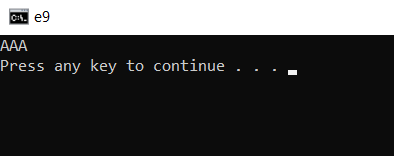 e9
AAA
Press any key to continue . . .